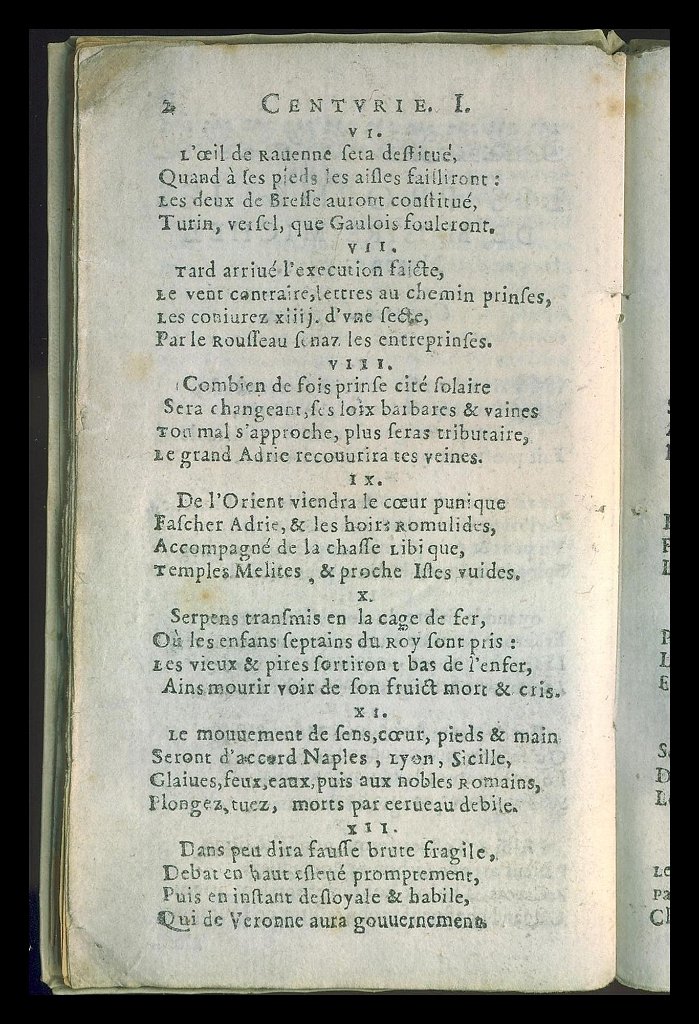 2 CENTVRIE. I.
VI.
L'œil de Rauenne sera destitué,
Quand à ses pieds les aisles failliront :
Les deux de Bresse auront constitué,
Turin, versel, que Gaulois fouleront.
VII.
Tard arriué l'execution faicte,
Le vent contraire, lettres au chemin prinses,
Les coniurez xiiij. d'vne secte,
Par le Rousseau senaz les entreprinses.
VIII.
Combien de fois prinse cité solaire
Sera changeant, ses loix barbares & vaines
Ton mal s'approche, plus seras tributaire,
Le grand Adrie recouurira tes veines.
IX.
De l'Orient viendra le cœur punique
Fascher Adrie, & les hoirs Romulides,
Accompagné de la chasse Libique,
Temples Melites, & proche Isles vuides.
X.
Serpens transmis en la cage de fer,
Où les enfans septains du Roy sont pris :
Les vieux & pires sortiront bas de l'enfer,
Ains mourir voir de son fruict mort & cris.
XI.
Le mouuement de sens, cœur, pieds & main
Seront d'accord Naples, Lyon, Sicille,
Glaiues, feux, eaux, puis aux nobles Romains,
Plongez, tuez, morts par cerueau debile.
XII.
Dans peu dira fausse brute fragile,
Debat en haut esleué promptement,
Puis en instant desloyale & habile,
Qui de Veronne aura gouuernement.